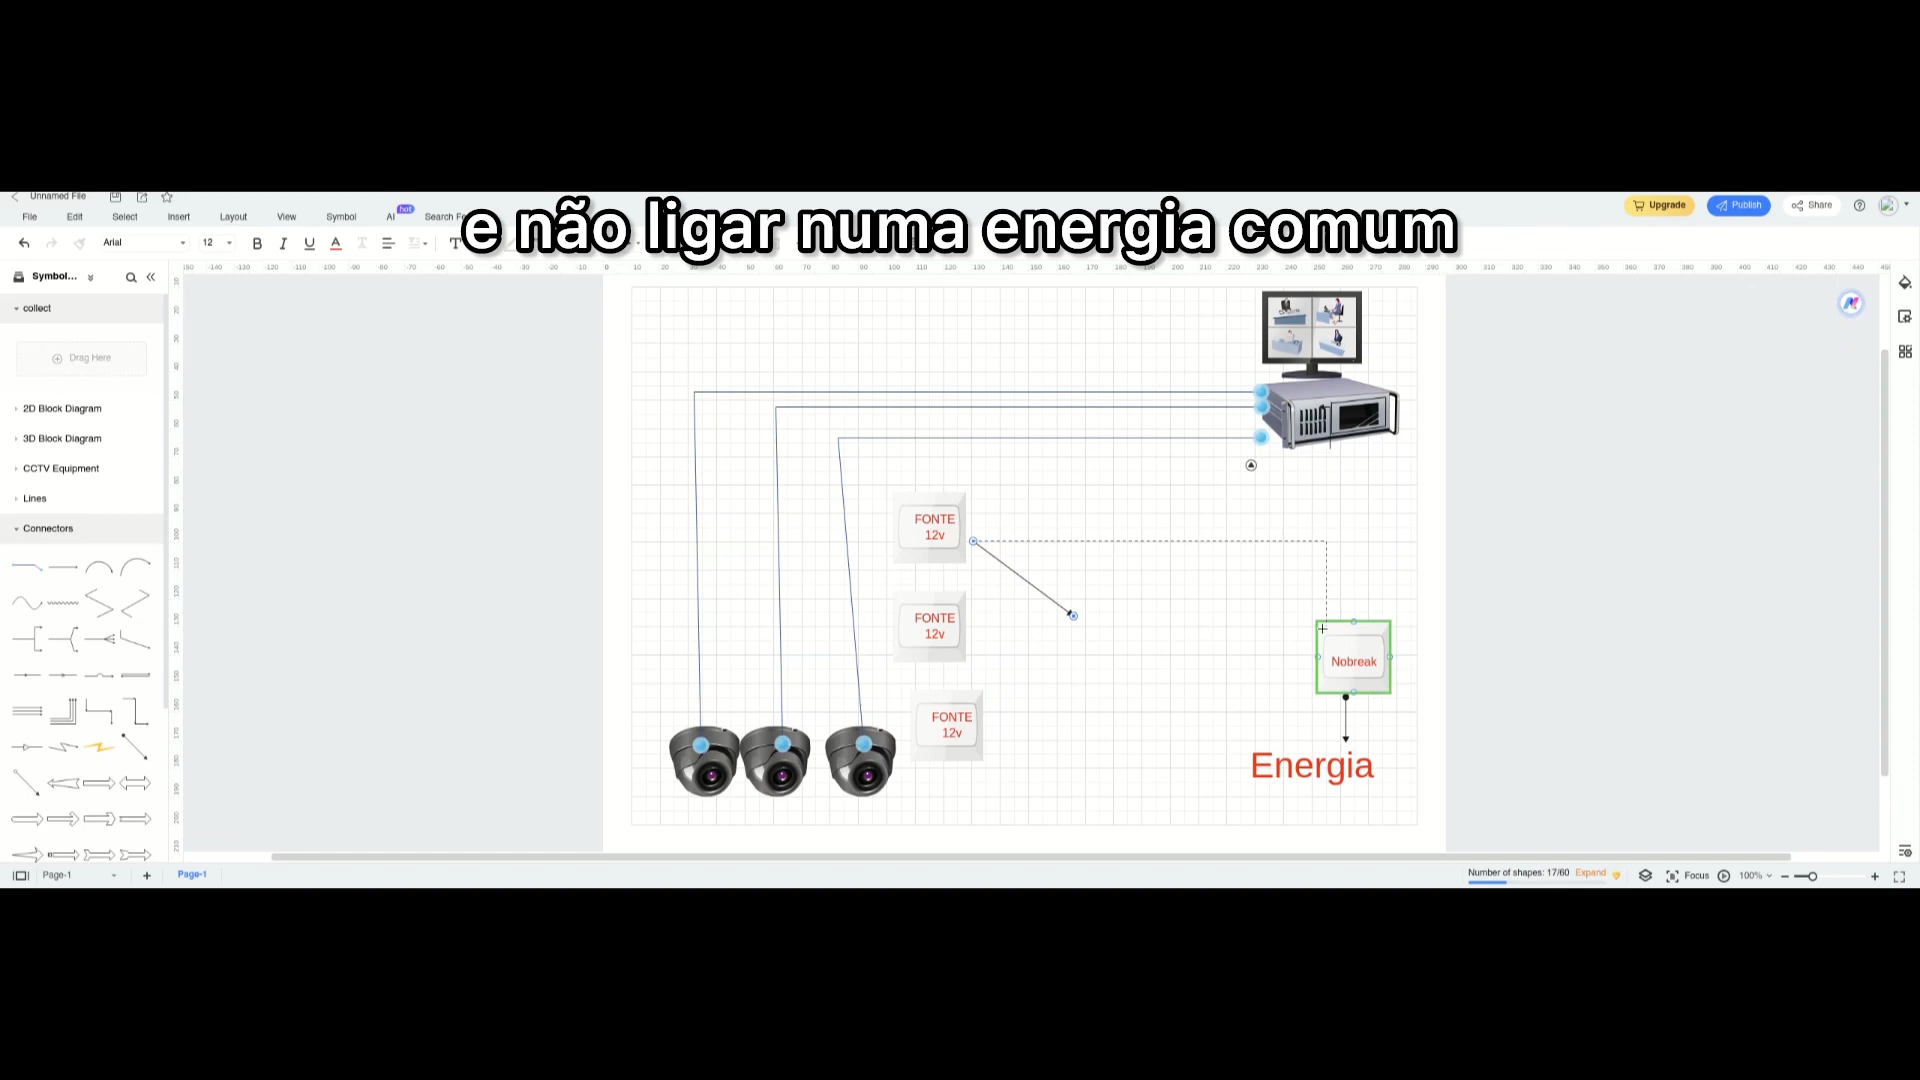 Unnamed File
File Edit Select Insert Layout View Symbol AI hot Search
Upgrade Publish Share
e não ligar numa energia comum
Arial 12 B I U A T
Symbol...
collect
Drag Here
2D Block Diagram
3D Block Diagram
CCTV Equipment
Lines
Connectors
FONTE
12v
FONTE
12v
FONTE
12v
Nobreak
Energia
Page-1 + Page-1
Number of shapes: 17/60 Expand Focus 100%